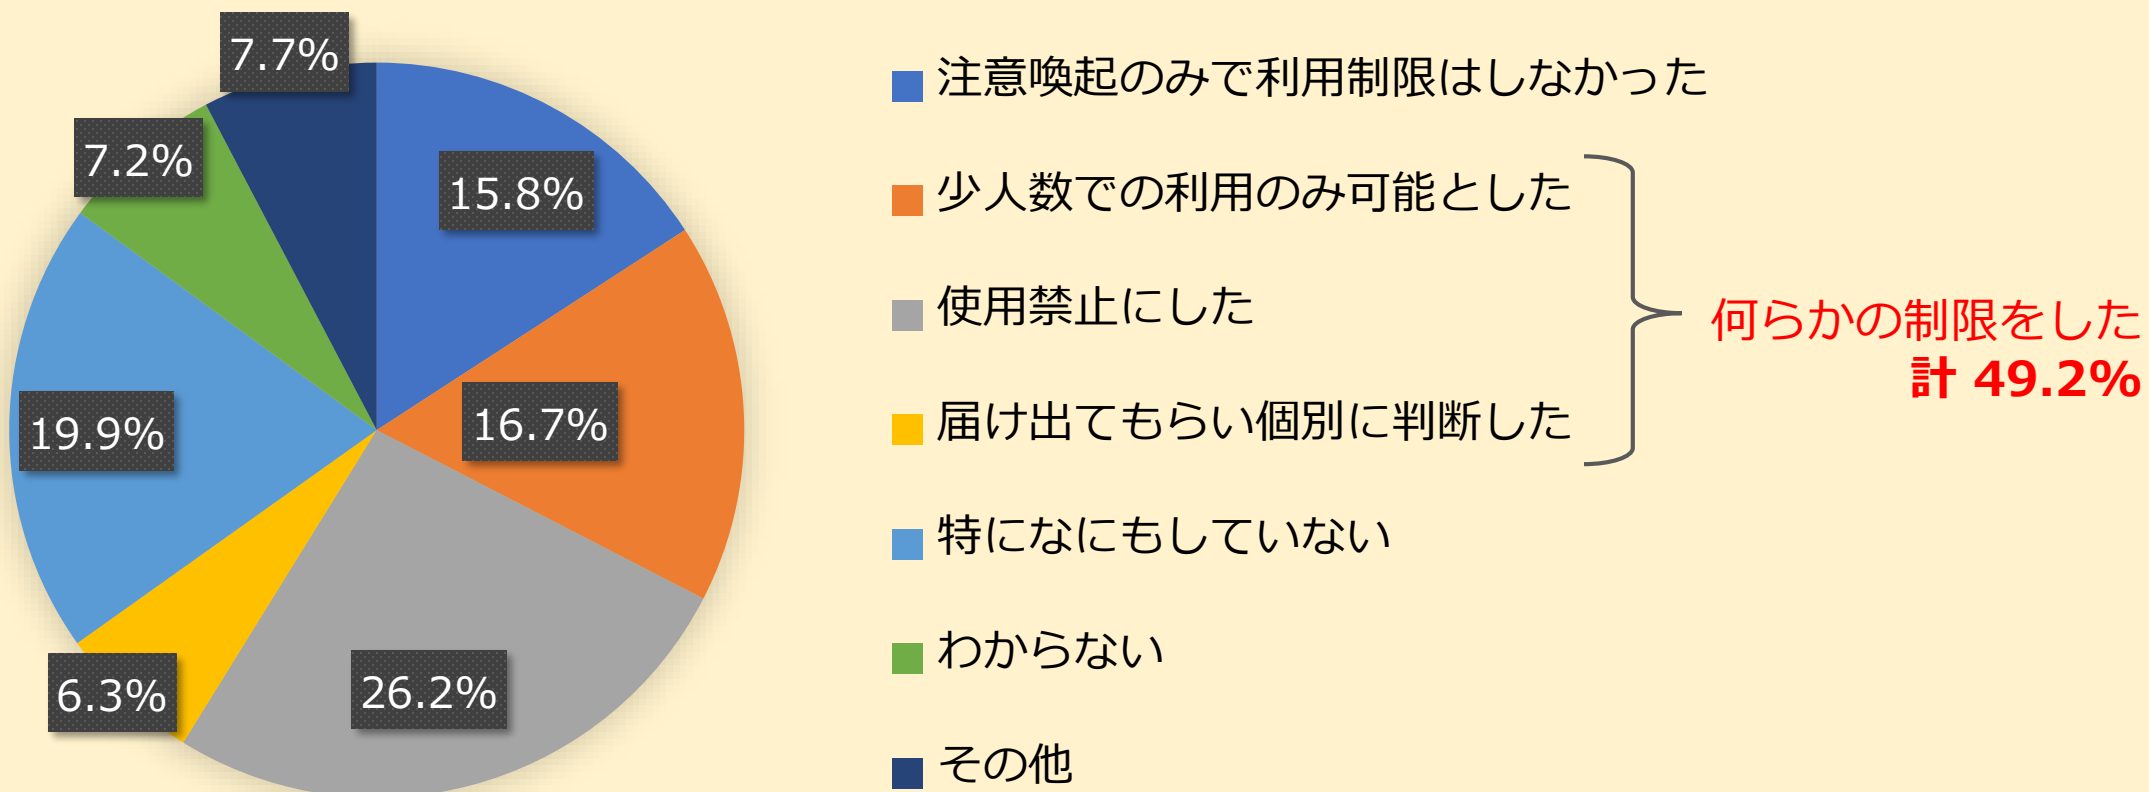 7.7%
7.2%
15.8%
19.9%
16.7%
6.3%
26.2%
注意喚起のみで利用制限はしなかった
少人数での利用のみ可能とした
使用禁止にした
届け出てもらい個別に判断した
特になにもしていない
わからない
その他
何らかの制限をした
計 49.2%